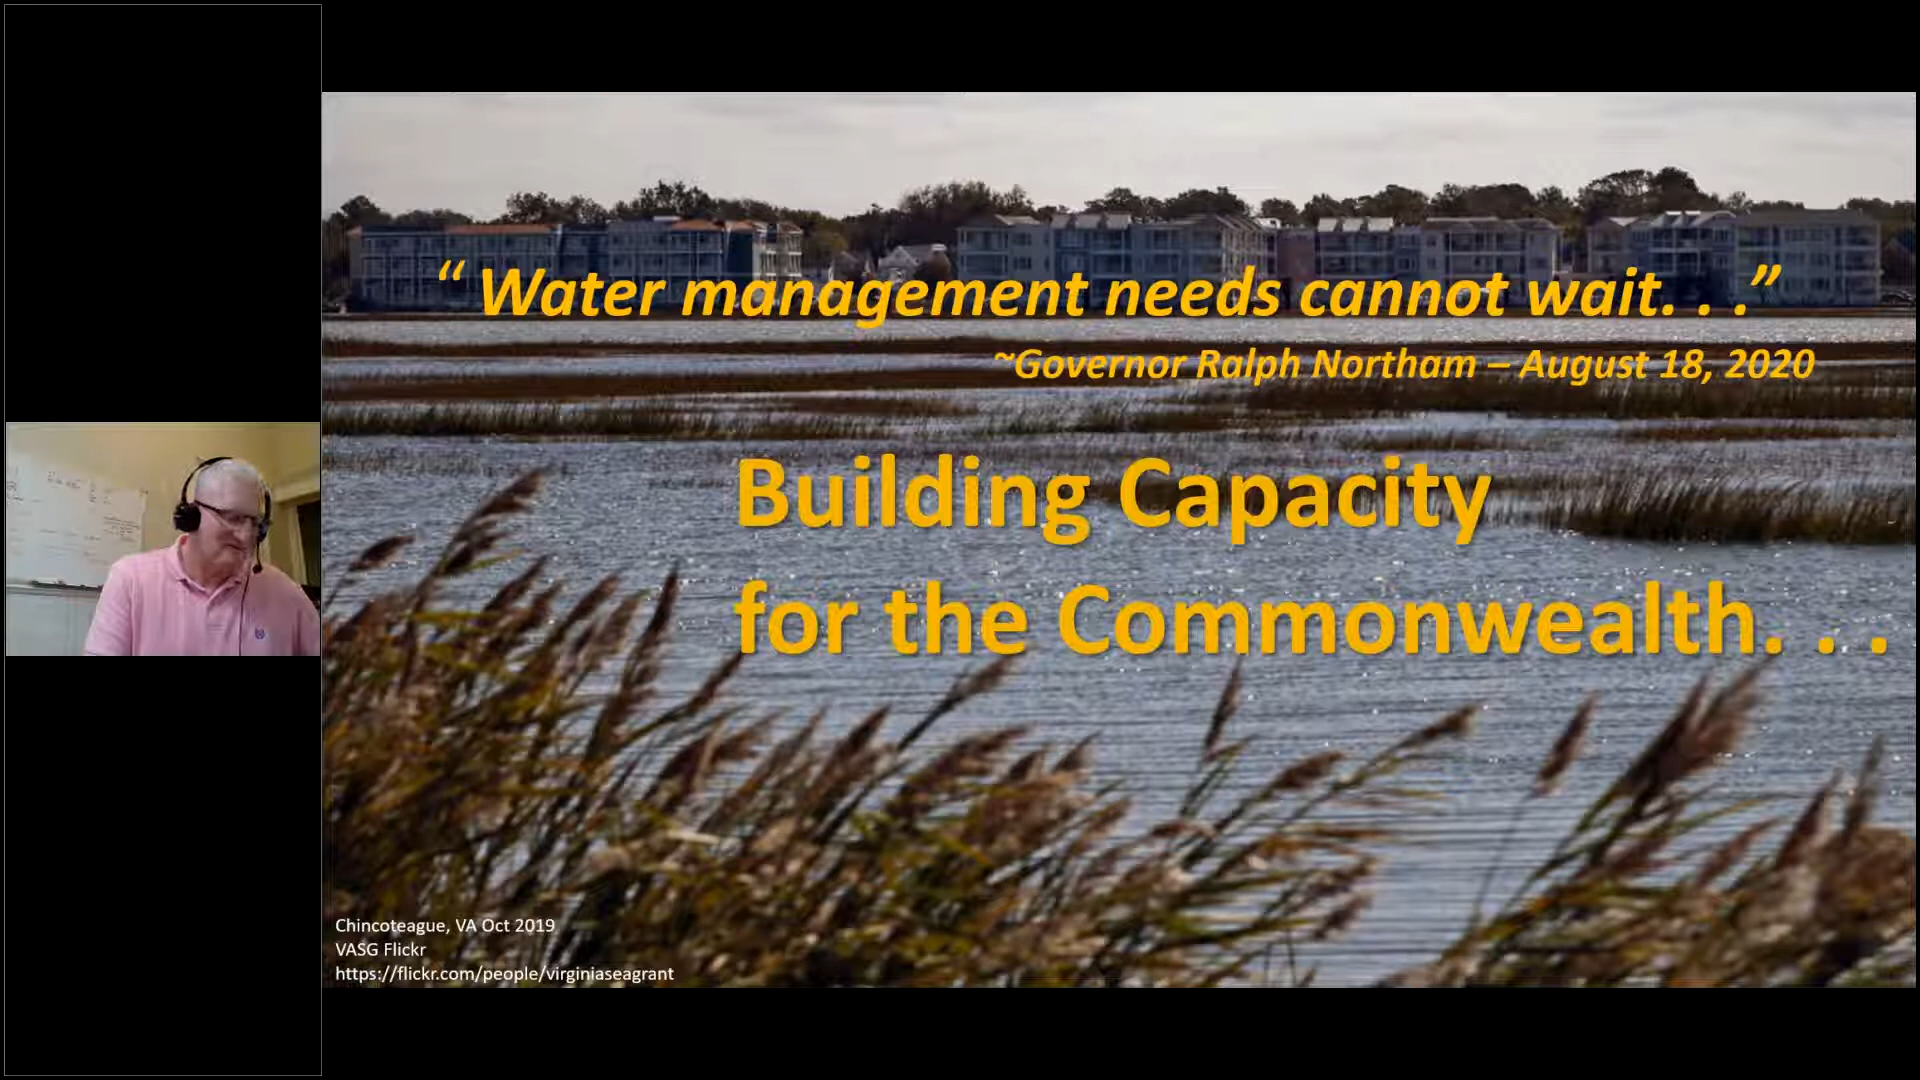 “ Water management needs cannot wait. . .”
~Governor Ralph Northam – August 18, 2020
Building Capacity
for the Commonwealth. . .
Chincoteague, VA Oct 2019
VASG Flickr
https://flickr.com/people/virginiaseagrant